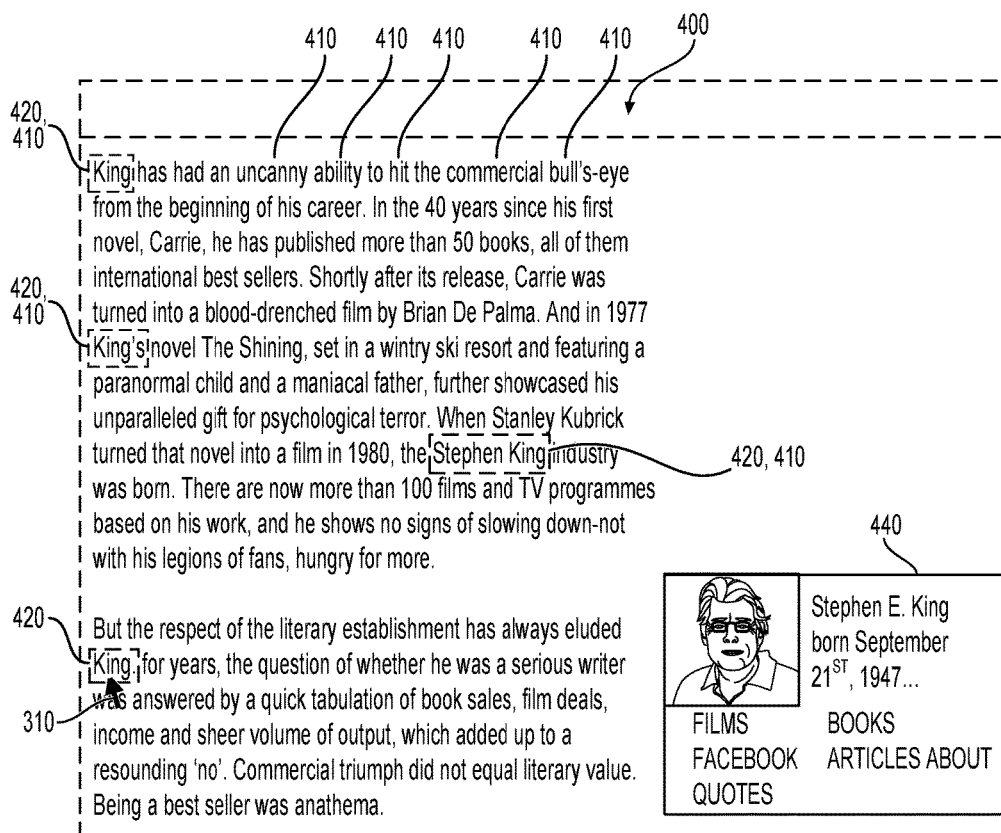 410 410 410 410 410 400
420,
410
King has had an uncanny ability to hit the commercial bull's-eye
from the beginning of his career. In the 40 years since his first
novel, Carrie, he has published more than 50 books, all of them
international best sellers. Shortly after its release, Carrie was
420,
410
turned into a blood-drenched film by Brian De Palma. And in 1977
King's novel The Shining, set in a wintry ski resort and featuring a
paranormal child and a maniacal father, further showcased his
unparalleled gift for psychological terror. When Stanley Kubrick
turned that novel into a film in 1980, the Stephen King industry
420, 410
was born. There are now more than 100 films and TV programmes
based on his work, and he shows no signs of slowing down-not
with his legions of fans, hungry for more.
440
420
But the respect of the literary establishment has always eluded
King. for years, the question of whether he was a serious writer
310
was answered by a quick tabulation of book sales, film deals,
income and sheer volume of output, which added up to a
resounding 'no'. Commercial triumph did not equal literary value.
Being a best seller was anathema.
Stephen E. King
born September
21ST, 1947...
FILMS BOOKS
FACEBOOK ARTICLES ABOUT
QUOTES